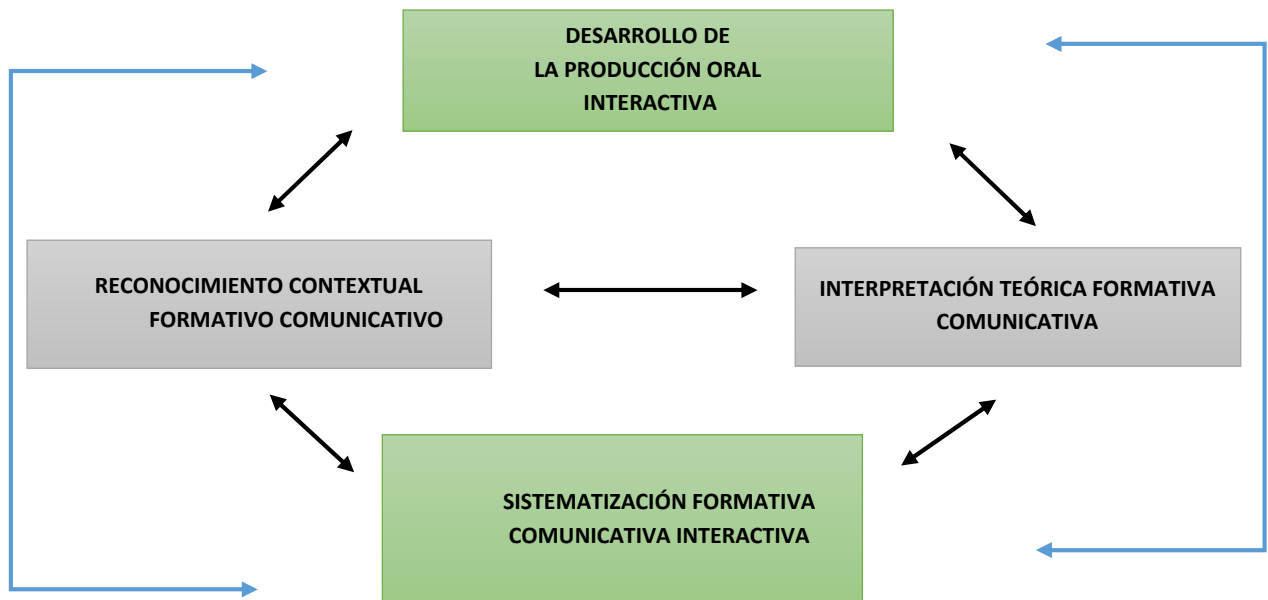 DESARROLLO DE
LA PRODUCCIÓN ORAL
INTERACTIVA
RECONOCIMIENTO CONTEXTUAL
FORMATIVO COMUNICATIVO
INTERPRETACIÓN TEÓRICA FORMATIVA
COMUNICATIVA
SISTEMATIZACIÓN FORMATIVA
COMUNICATIVA INTERACTIVA